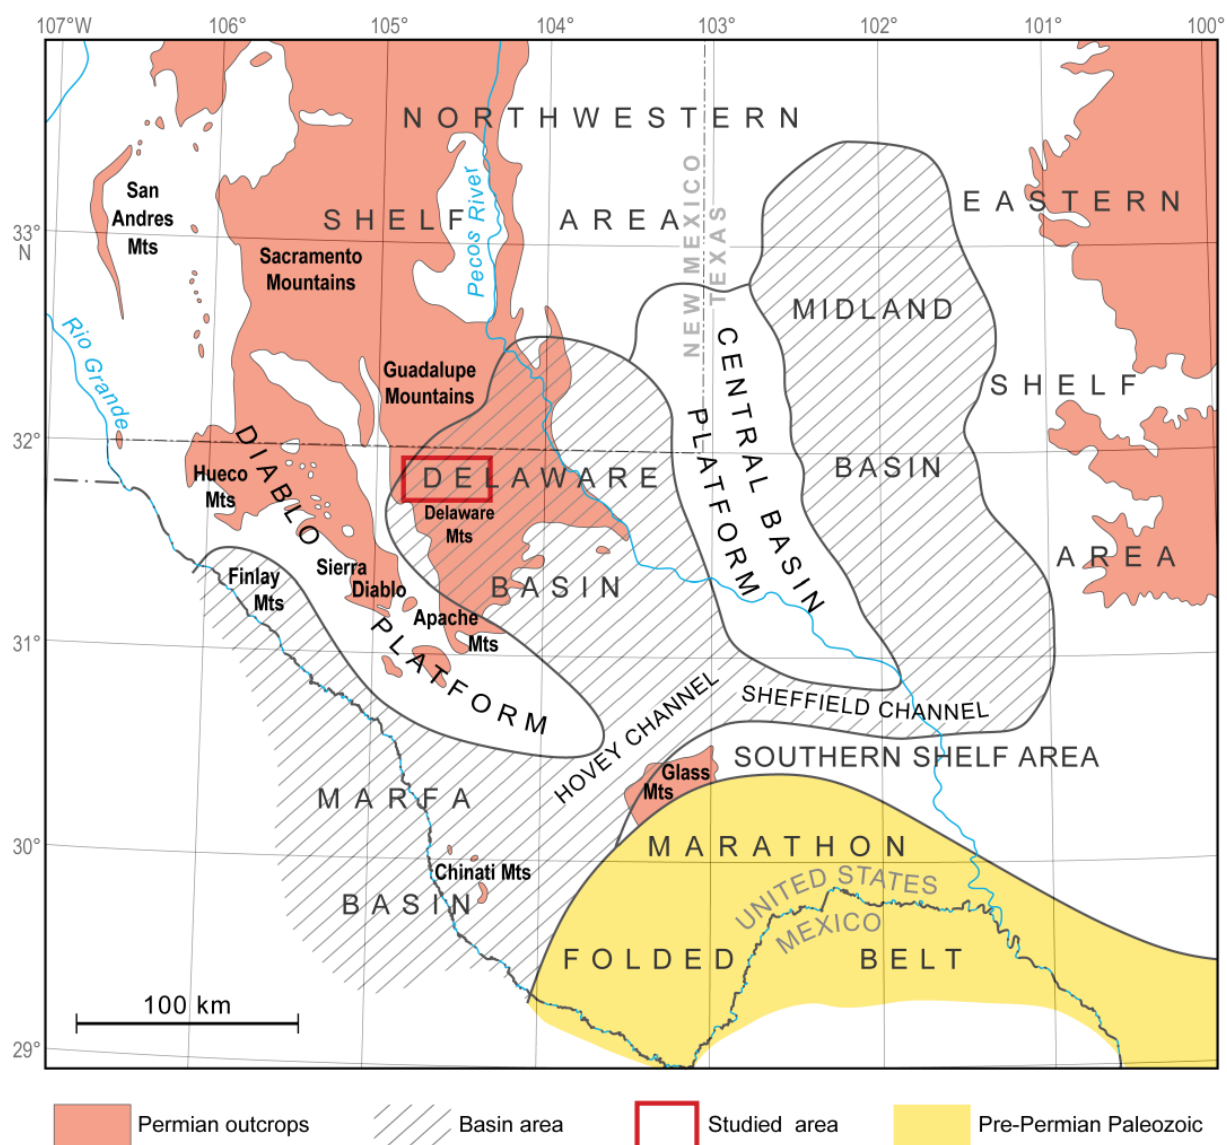 107°W 106° 105° 104° 103° 102° 101° 100°
NORTHWESTERN
San
Andres
Mts
SHELF AREA
EASTERN
Pecos River
NEW MEXICO
TEXAS
33°
N
Sacramento
Mountains
MIDLAND
Rio Grande
CENTRAL BASIN
PLATFORM
Guadalupe
Mountains
SHELF
32°
DIABLO
Hueco
Mts
DELAWARE
BASIN
Delaware
Mts
AREA
Finlay
Mts
Sierra
Diablo
BASIN
Apache
Mts
31°
PLATFORM
SHEFFIELD CHANNEL
HOVEY CHANNEL
SOUTHERN SHELF AREA
Glass
Mts
MARFA
30°
MARATHON
Chinati Mts
UNITED STATES
BASIN
MEXICO
FOLDED BELT
100 km
29°
Permian outcrops
Basin area
Studied area
Pre-Permian Paleozoic